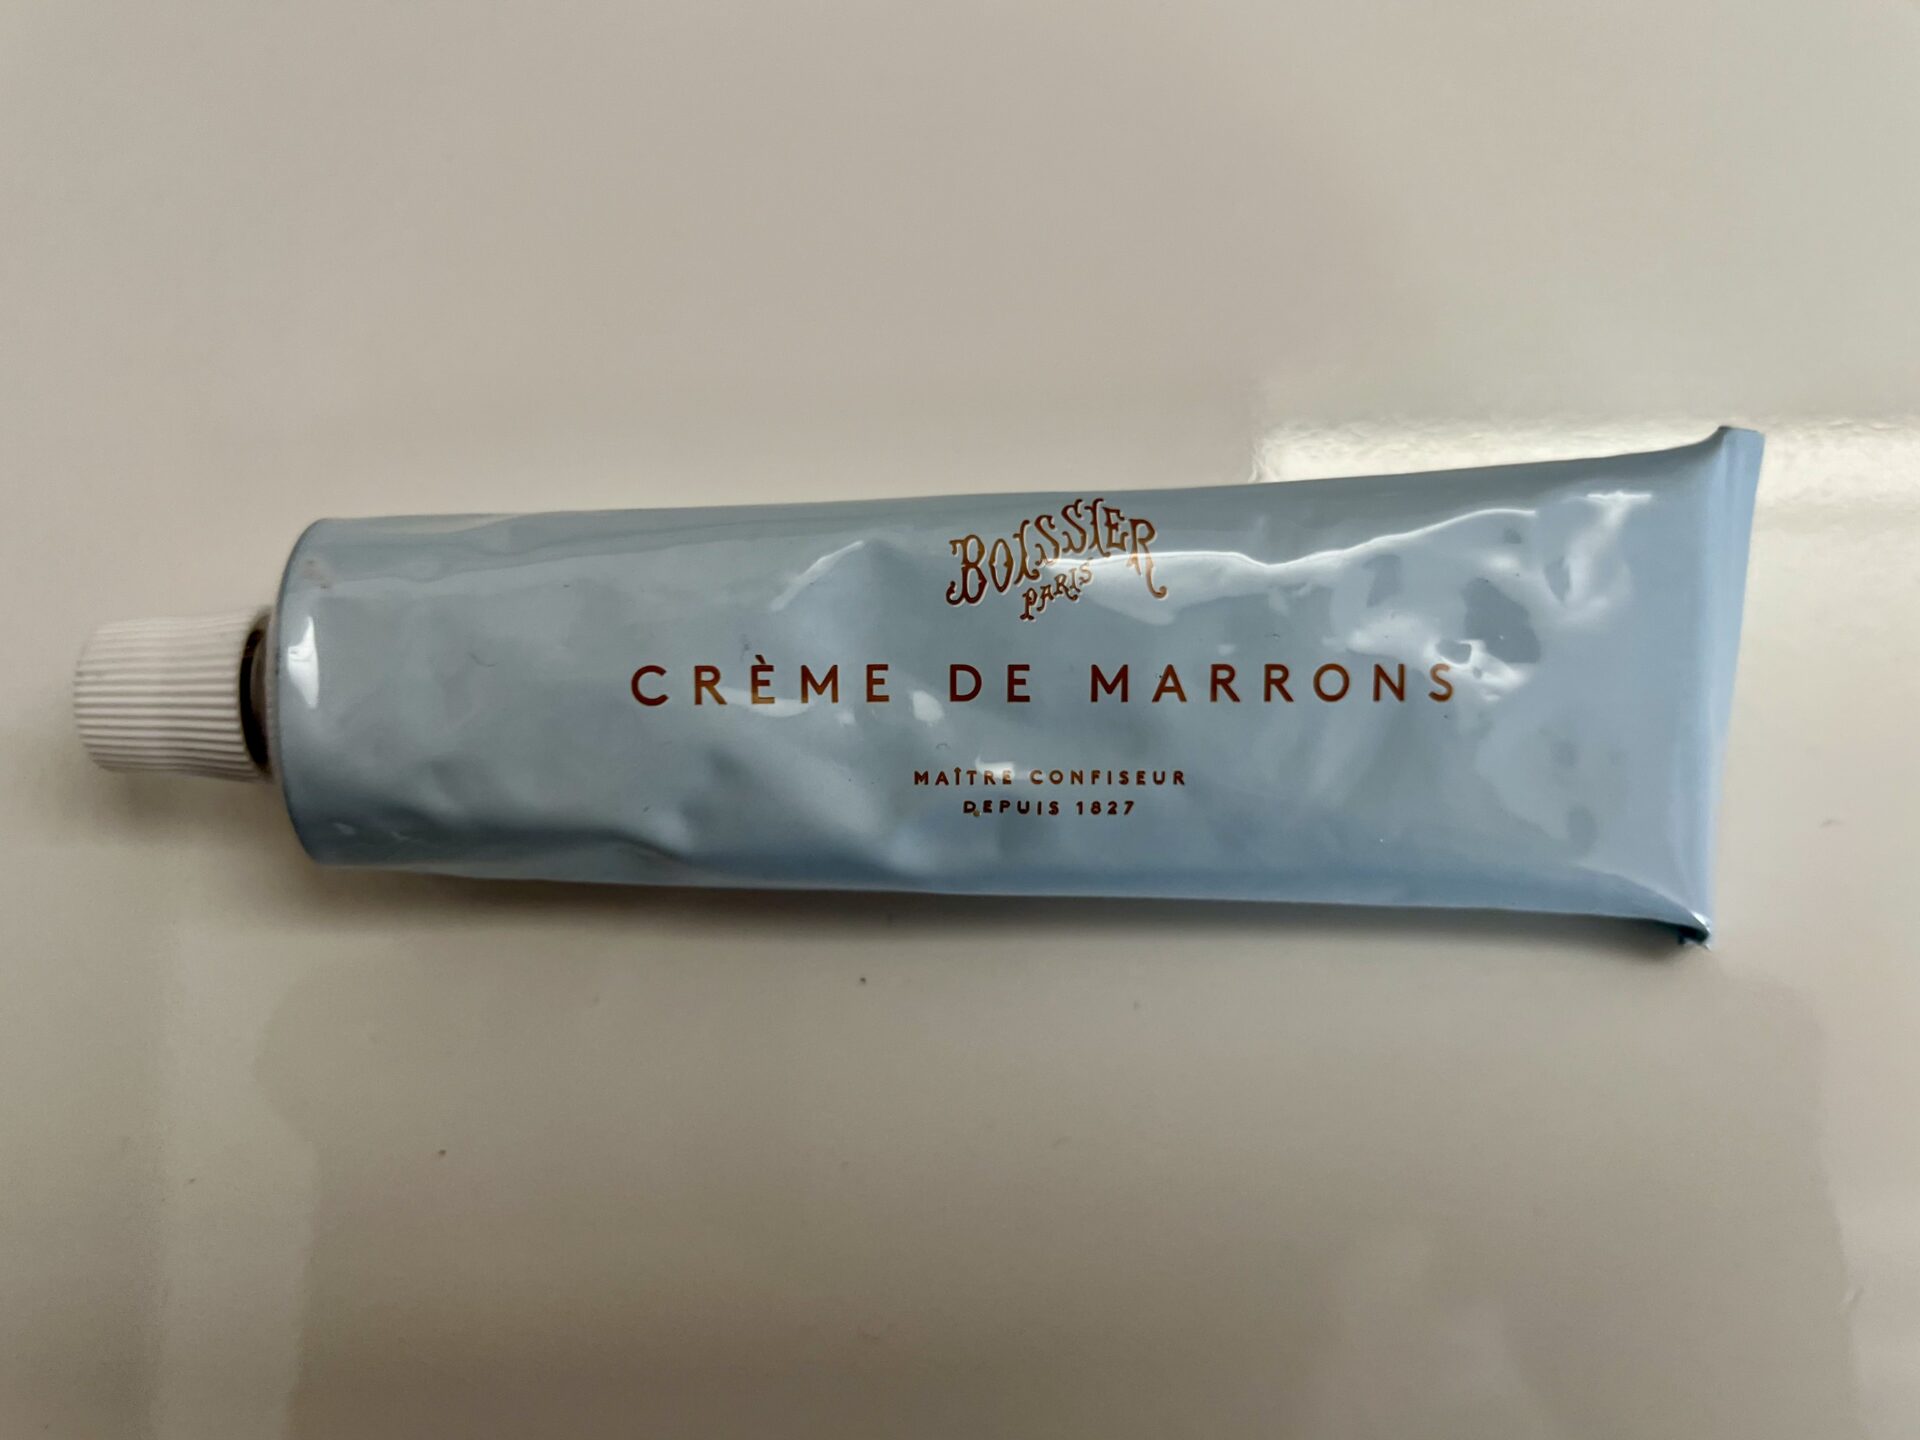 BOISSIER
PARIS
CRÈME DE MARRONS
MAÎTRE CONFISEUR
DEPUIS 1827